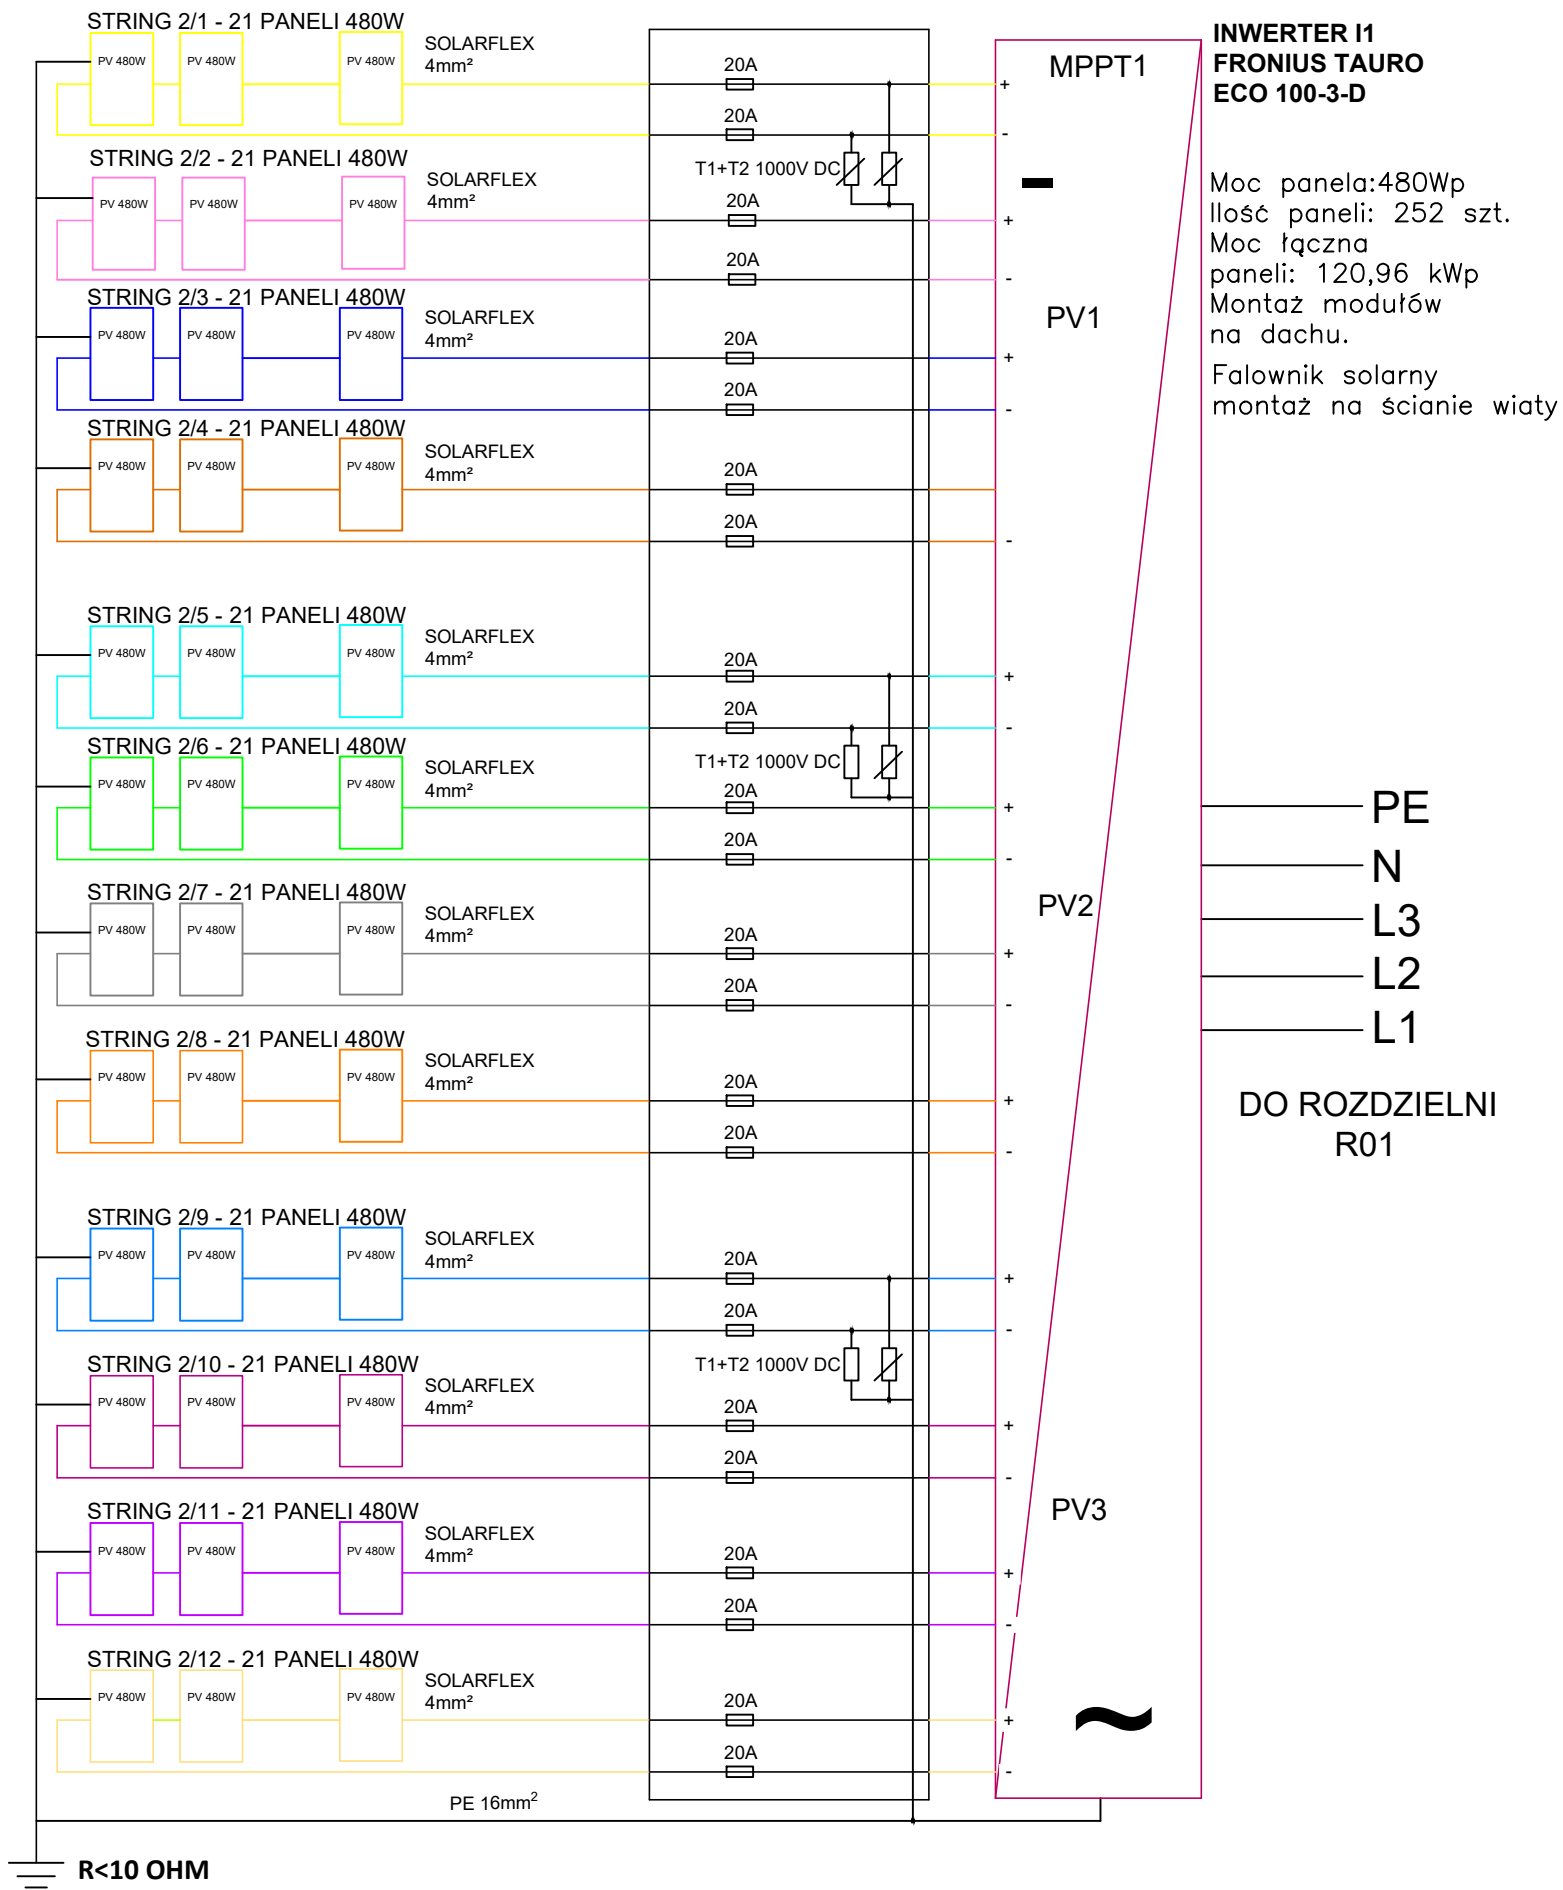 STRING 2/1 - 21 PANELI 480W
PV 480W PV 480W PV 480W
SOLARFLEX
4mm²
20A
20A
T1+T2 1000V DC
STRING 2/2 - 21 PANELI 480W
PV 480W PV 480W PV 480W
SOLARFLEX
4mm²
20A
20A
STRING 2/3 - 21 PANELI 480W
PV 480W PV 480W PV 480W
SOLARFLEX
4mm²
20A
20A
STRING 2/4 - 21 PANELI 480W
PV 480W PV 480W PV 480W
SOLARFLEX
4mm²
20A
20A
STRING 2/5 - 21 PANELI 480W
PV 480W PV 480W PV 480W
SOLARFLEX
4mm²
20A
20A
T1+T2 1000V DC
STRING 2/6 - 21 PANELI 480W
PV 480W PV 480W PV 480W
SOLARFLEX
4mm²
20A
20A
STRING 2/7 - 21 PANELI 480W
PV 480W PV 480W PV 480W
SOLARFLEX
4mm²
20A
20A
STRING 2/8 - 21 PANELI 480W
PV 480W PV 480W PV 480W
SOLARFLEX
4mm²
20A
20A
STRING 2/9 - 21 PANELI 480W
PV 480W PV 480W PV 480W
SOLARFLEX
4mm²
20A
20A
T1+T2 1000V DC
STRING 2/10 - 21 PANELI 480W
PV 480W PV 480W PV 480W
SOLARFLEX
4mm²
20A
20A
STRING 2/11 - 21 PANELI 480W
PV 480W PV 480W PV 480W
SOLARFLEX
4mm²
20A
20A
STRING 2/12 - 21 PANELI 480W
PV 480W PV 480W PV 480W
SOLARFLEX
4mm²
20A
20A
PE 16mm²
R<10 OHM
MPPT1
+
-
+
-
PV1
+
-
-
+
-
+
-
PV2
+
-
+
-
+
-
+
-
PV3
+
-
+
-
~
INWERTER I1
FRONIUS TAURO
ECO 100-3-D
Moc panela:480Wp
Ilość paneli: 252 szt.
Moc łączna
paneli: 120,96 kWp
Montaż modułów
na dachu.
Falownik solarny
montaż na ścianie wiaty
PE
N
L3
L2
L1
DO ROZDZIELNI
R01